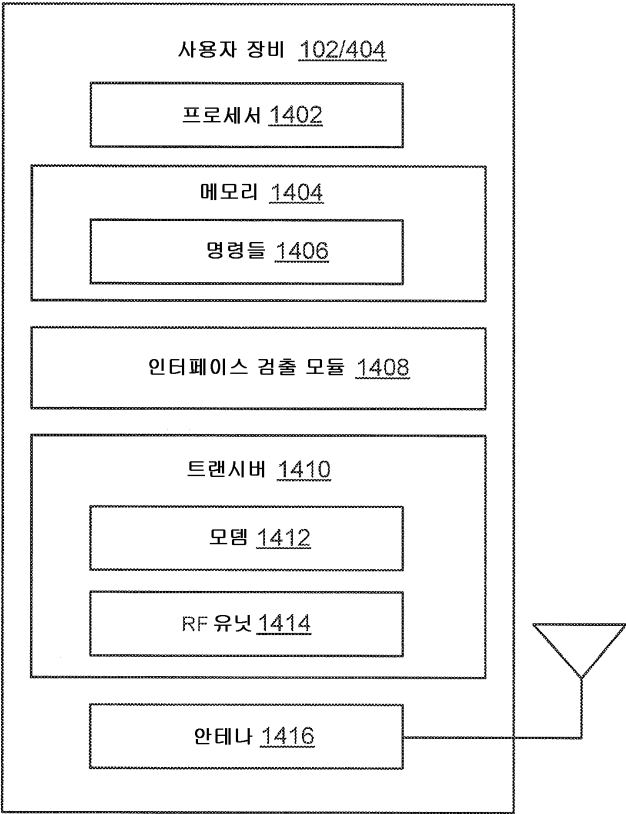 사용자 장비 102/404
프로세서 1402
메모리 1404
명령들 1406
인터페이스 검출 모듈 1408
트랜시버 1410
모뎀 1412
RF 유닛 1414
안테나 1416